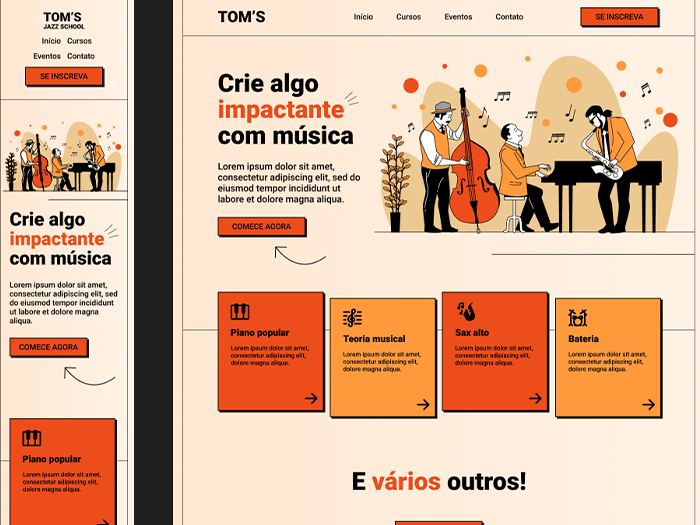 TOM'S
JAZZ SCHOOL
Início Cursos
Eventos Contato
SE INSCREVA
Crie algo
impactante
com música
Lorem ipsum dolor sit amet,
consectetur adipiscing elit, sed
do eiusmod tempor incididunt
ut labore et dolore magna
aliqua.
COMECE AGORA
Piano popular
Lorem ipsum dolor sit amet,
consectetur adipiscing elit,
dolore magna aliqua.
TOM'S
Início Cursos Eventos Contato
SE INSCREVA
Crie algo
impactante
com música
Lorem ipsum dolor sit amet,
consectetur adipiscing elit, sed do
eiusmod tempor incididunt ut
labore et dolore magna aliqua.
COMECE AGORA
Piano popular
Lorem ipsum dolor sit amet,
consectetur adipiscing elit,
dolore magna aliqua.
Teoria musical
Lorem ipsum dolor sit amet,
consectetur adipiscing elit,
dolore magna aliqua.
Sax alto
Lorem ipsum dolor sit amet,
consectetur adipiscing elit,
dolore magna aliqua.
Bateria
Lorem ipsum dolor sit amet,
consectetur adipiscing elit,
dolore magna aliqua.
E vários outros!